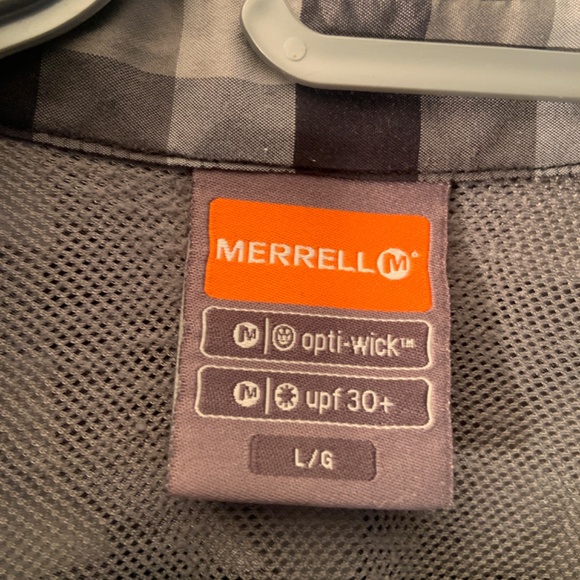 MERRELL M
M opti-wick™
M upf 30+
L/G